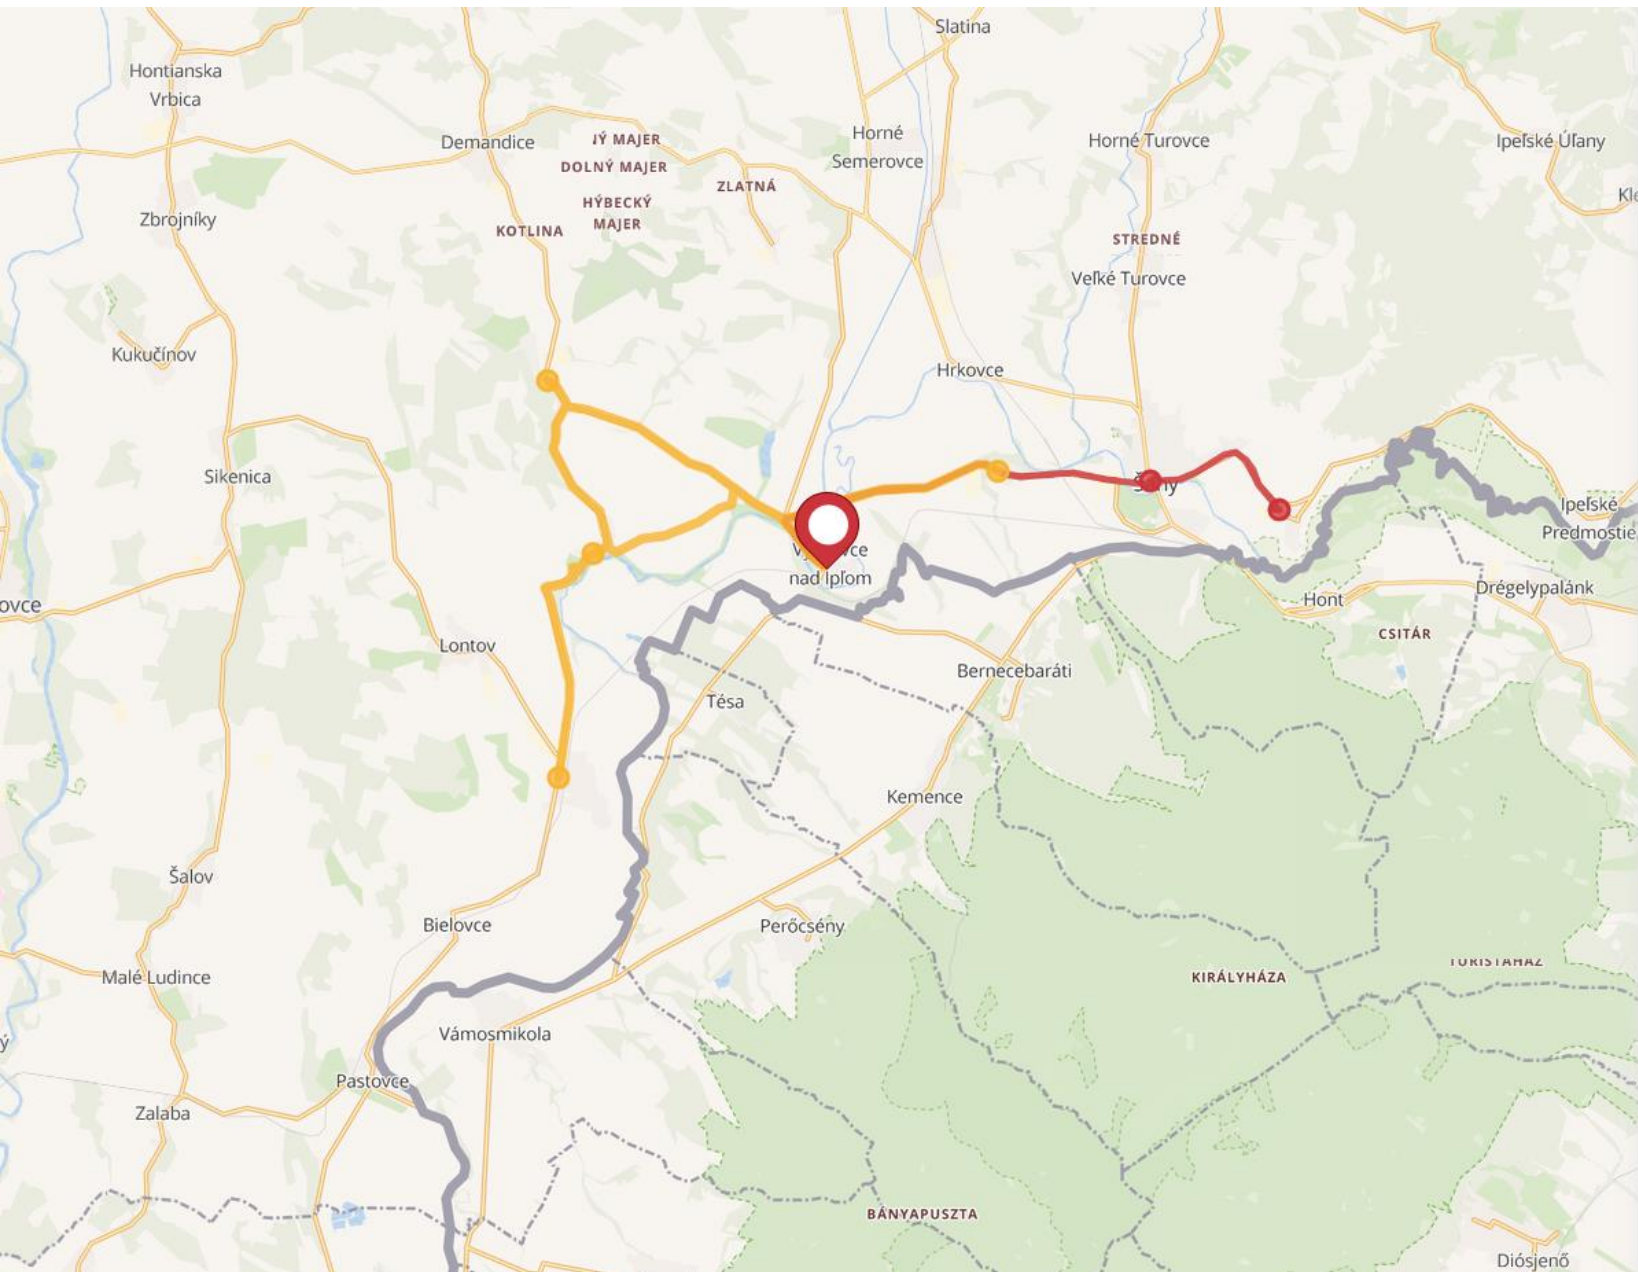 Slatina
Hontianska
Vrbica
Demandice
DOLNÝ MAJER
HÝBECKÝ
MAJER
ZLATNÁ
KOTLINA
Horné
Semerovce
Horné Turovce
Ipeľské Úľany
Zbrojníky
STREDNÉ
Veľké Turovce
Kukučínov
Hrkovce
Sikenica
Ipeľské
Predmostie
nad Ipľom
Hont
Drégelypalánk
CSITÁR
Lontov
Bernecebaráti
Tésa
Kemence
Šalov
Bielovce
Perőcsény
Malé Ludince
KIRÁLYHÁZA
Vámosmikola
Pastovce
Zalaba
BÁNYAPUSZTA
Diósjenő